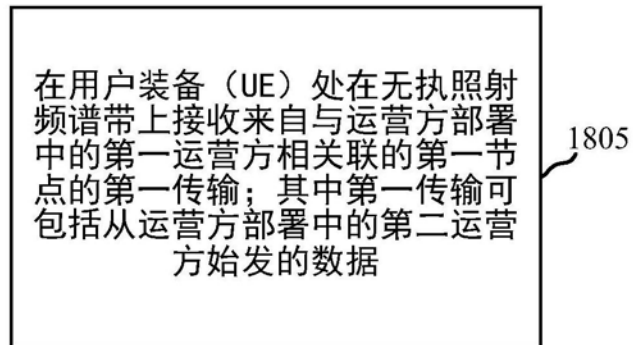 在用户装备（UE）处在无执照射
频谱带上接收来自与运营方部署
中的第一运营方相关联的第一节
点的第一传输；其中第一传输可
包括从运营方部署中的第二运营
方始发的数据
1805